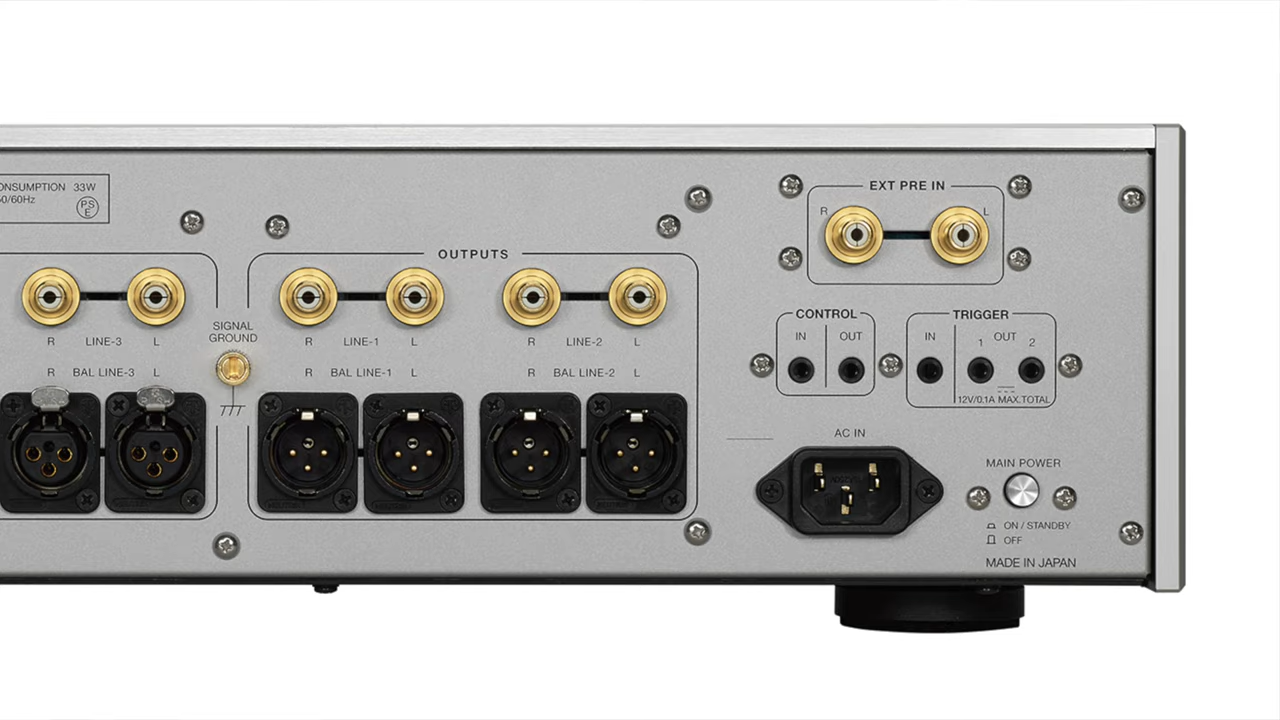 ONSUMPTION 33W
50/60Hz
PS
E
R LINE-3 L
R BAL LINE-3 L
SIGNAL
GROUND
OUTPUTS
R LINE-1 L
R LINE-2 L
R BAL LINE-1 L
R BAL LINE-2 L
EXT PRE IN
R L
CONTROL
IN OUT
TRIGGER
IN 1 OUT 2
12V/0.1A MAX.TOTAL
AC IN
MAIN POWER
ON / STANDBY
OFF
MADE IN JAPAN